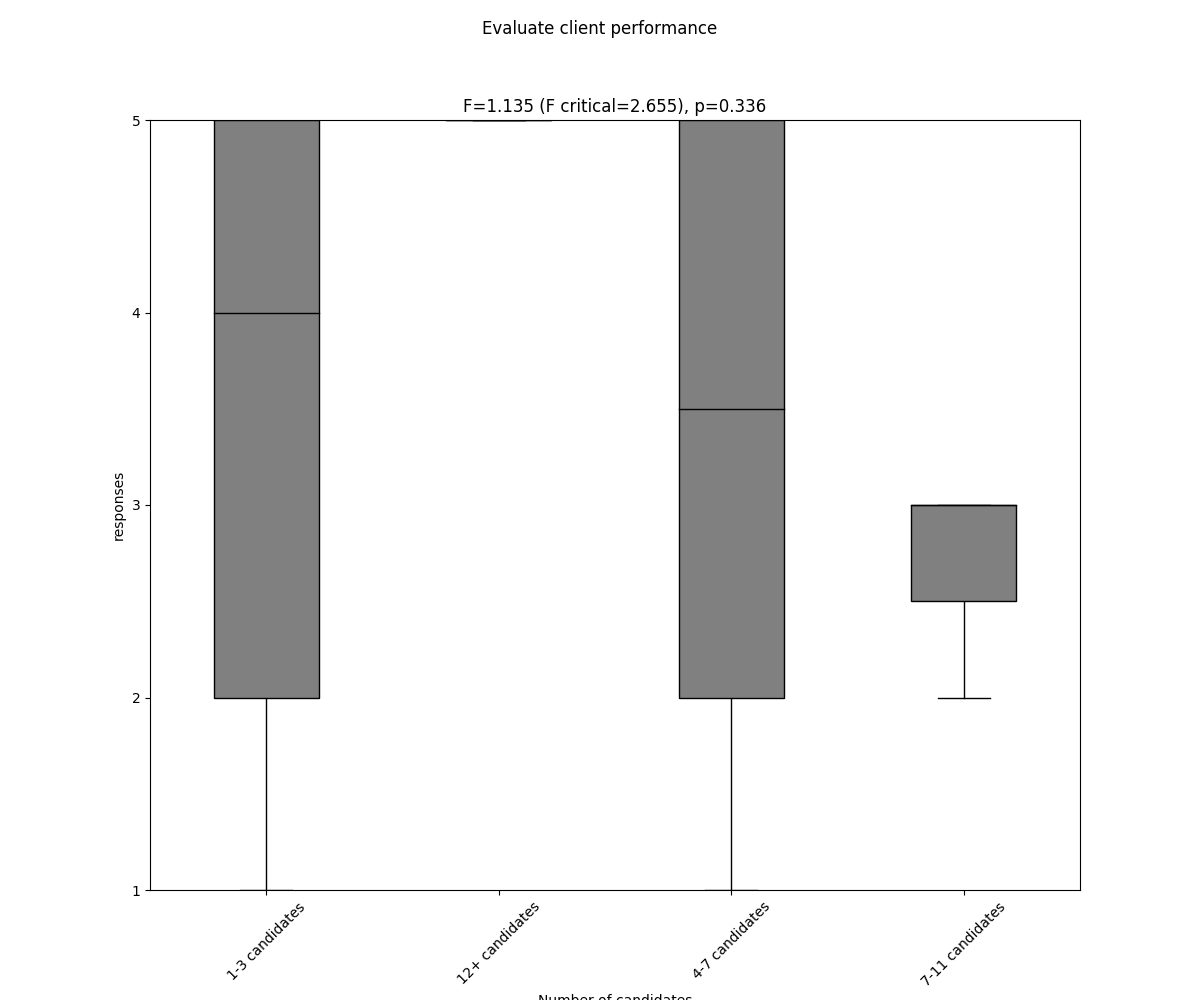 Evaluate client performance
F=1.135 (F critical=2.655), p=0.336
5
4
3
2
1
responses
1-3 candidates
12+ candidates
4-7 candidates
7-11 candidates
Number of candidates